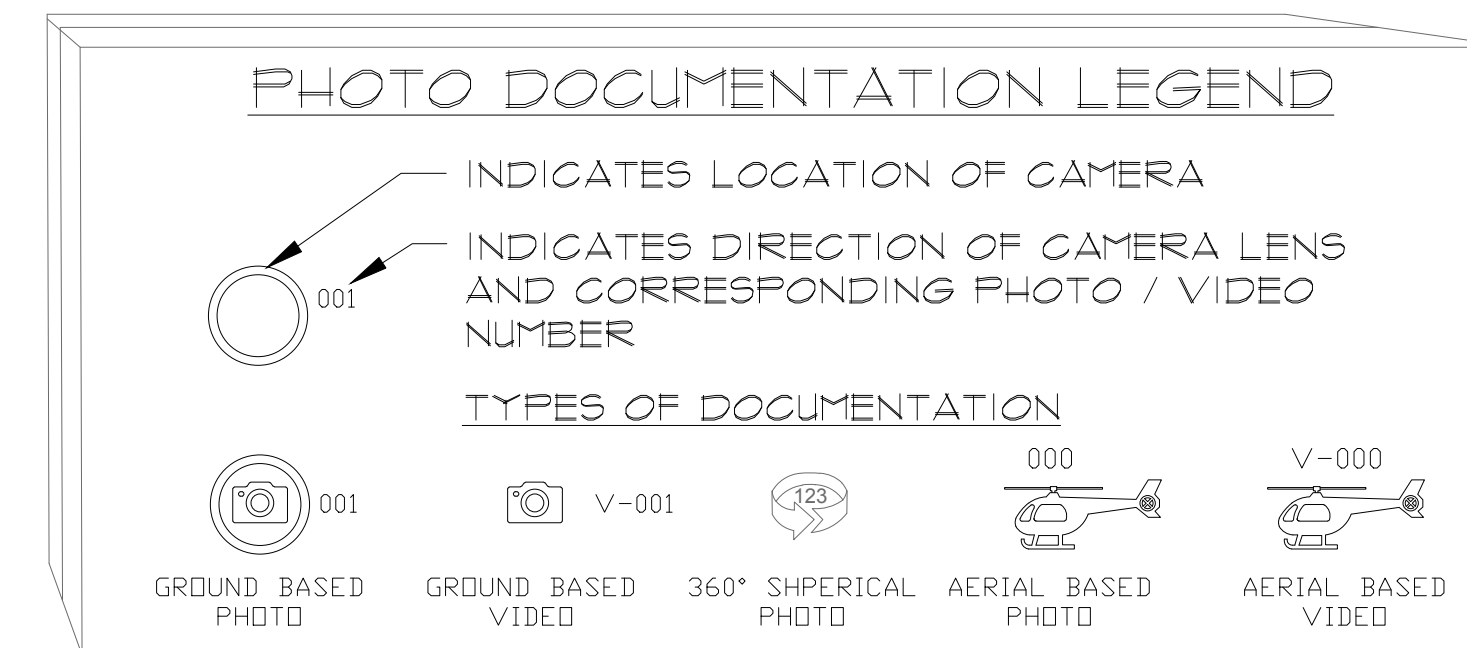 PHOTO DOCUMENTATION LEGEND
INDICATES LOCATION OF CAMERA
INDICATES DIRECTION OF CAMERA LENS
AND CORRESPONDING PHOTO / VIDEO
NUMBER
001
TYPES OF DOCUMENTATION
001
GROUND BASED
PHOTO
V-001
GROUND BASED
VIDEO
123
360° SHPERICAL
PHOTO
000
AERIAL BASED
PHOTO
V-000
AERIAL BASED
VIDEO